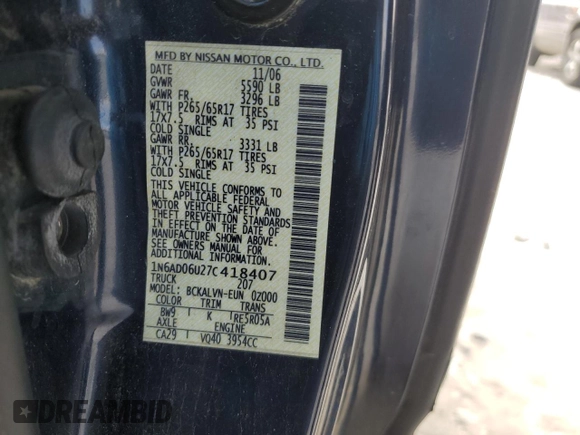 MFD BY NISSAN MOTOR CO., LTD.
DATE 11/06
GVWR 5590 LB
GAWR FR. 3296 LB
WITH P265/65R17 TIRES
17X7.5 RIMS AT 35 PSI
COLD SINGLE
GAWR RR. 3331 LB
WITH P265/65R17 TIRES
17X7.5 RIMS AT 35 PSI
COLD SINGLE
THIS VEHICLE CONFORMS TO
ALL APPLICABLE FEDERAL
MOTOR VEHICLE SAFETY AND
THEFT PREVENTION STANDARDS
IN EFFECT ON THE DATE OF
MANUFACTURE SHOWN ABOVE.
SEE OWNERS MANUAL FOR
ADDITIONAL INFORMATION.
1N6AD06U27C418407
TRUCK 207
MODEL BCKALVN-EUN 02000
COLOR TRIM TRANS
BW9 K RE5R05A
AXLE ENGINE
CA29 VQ40 3954CC
DREAMBID